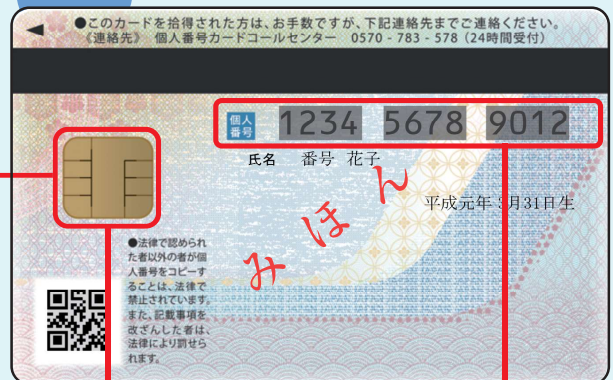 ●このカードを拾得された方は、お手数ですが、下記連絡先までご連絡ください。
《連絡先》 個人番号カードコールセンター 0570-783-578(24時間受付)
個人番号 1234 5678 9012
氏名 番号 花子
平成元年3月31日生
みほん
●法律で認められ
た者以外の者が個
人番号をコピーす
ることは、法律で
禁止されています。
また、記載事項を
改ざんした者は、
法律により罰せら
れます。